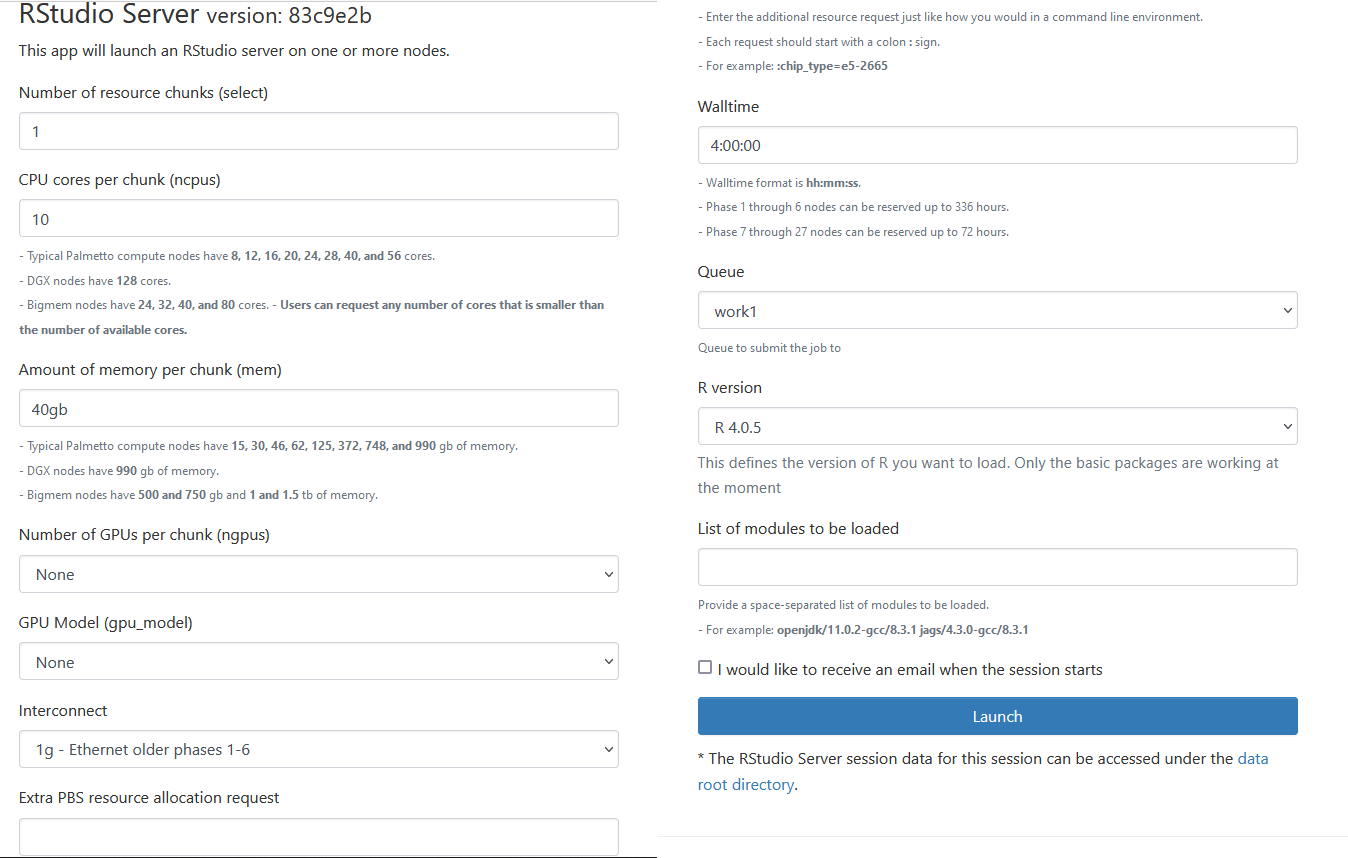 RStudio Server version: 83c9e2b
This app will launch an RStudio server on one or more nodes.
Number of resource chunks (select)
1
CPU cores per chunk (ncpus)
10
- Typical Palmetto compute nodes have 8, 12, 16, 20, 24, 28, 40, and 56 cores.
- DGX nodes have 128 cores.
- Bigmem nodes have 24, 32, 40, and 80 cores. - Users can request any number of cores that is smaller than
the number of available cores.
Amount of memory per chunk (mem)
40gb
- Typical Palmetto compute nodes have 15, 30, 46, 62, 125, 372, 748, and 990 gb of memory.
- DGX nodes have 990 gb of memory.
- Bigmem nodes have 500 and 750 gb and 1 and 1.5 tb of memory.
Number of GPUs per chunk (ngpus)
None
GPU Model (gpu_model)
None
Interconnect
1g - Ethernet older phases 1-6
Extra PBS resource allocation request
- Enter the additional resource request just like how you would in a command line environment.
- Each request should start with a colon : sign.
- For example: :chip_type=e5-2665
Walltime
4:00:00
- Walltime format is hh:mm:ss.
- Phase 1 through 6 nodes can be reserved up to 336 hours.
- Phase 7 through 27 nodes can be reserved up to 72 hours.
Queue
work1
Queue to submit the job to
R version
R 4.0.5
This defines the version of R you want to load. Only the basic packages are working at
the moment
List of modules to be loaded
Provide a space-separated list of modules to be loaded.
- For example: openjdk/11.0.2-gcc/8.3.1 jags/4.3.0-gcc/8.3.1
I would like to receive an email when the session starts
Launch
* The RStudio Server session data for this session can be accessed under the data
root directory.